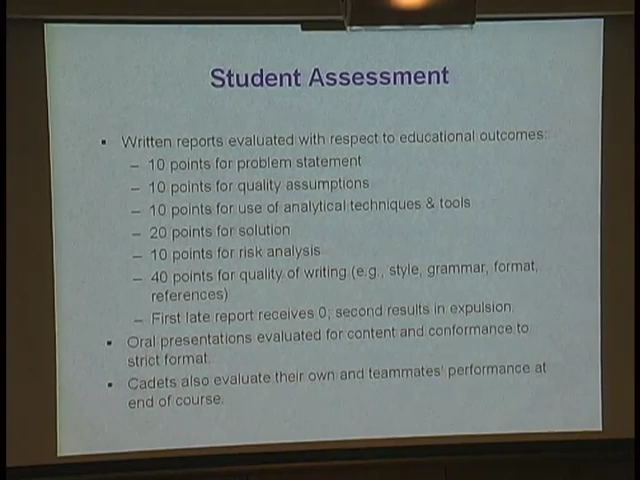 Student Assessment
▪ Written reports evaluated with respect to educational outcomes:
– 10 points for problem statement
– 10 points for quality assumptions
– 10 points for use of analytical techniques & tools
– 20 points for solution
– 10 points for risk analysis
– 40 points for quality of writing (e.g., style, grammar, format,
references)
– First late report receives 0; second results in expulsion.
▪ Oral presentations evaluated for content and conformance to
strict format.
▪ Cadets also evaluate their own and teammates' performance at
end of course.